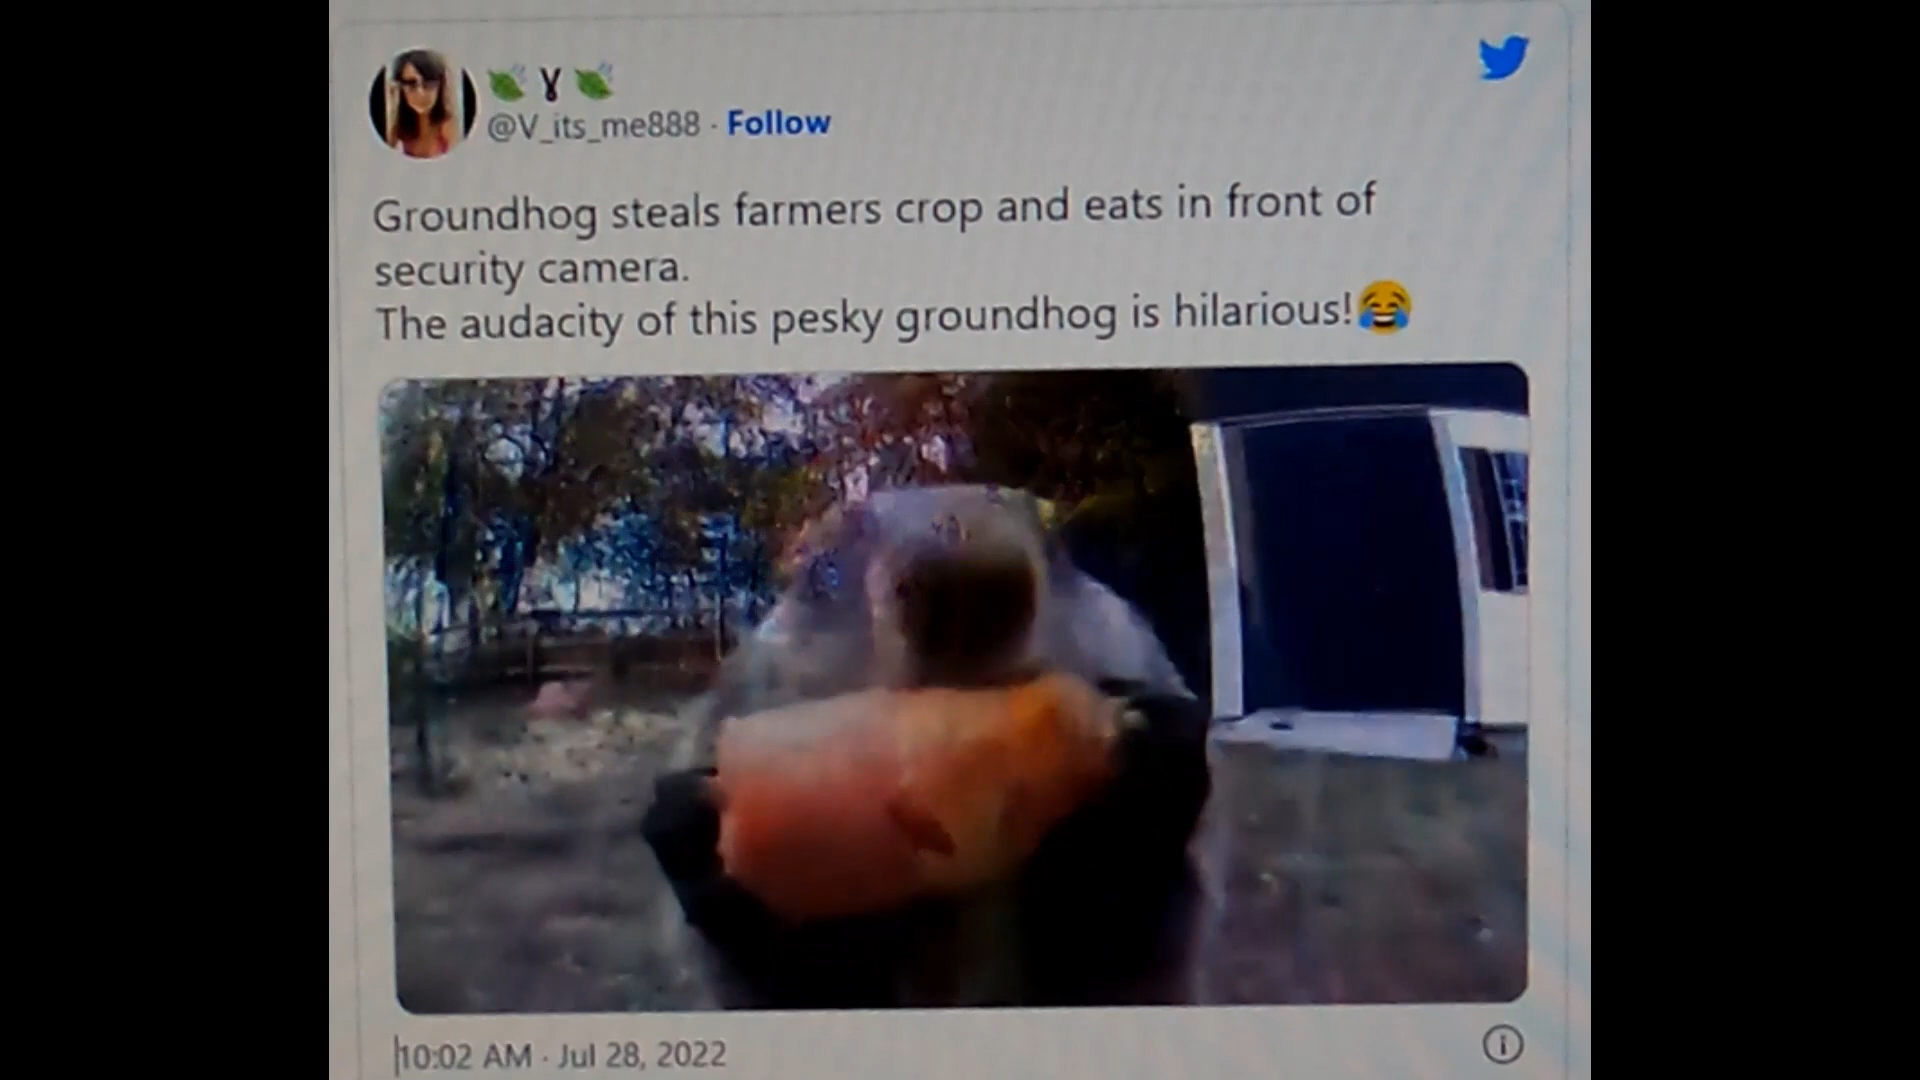 🍃 Ɣ 🍃
@V_its_me888 · Follow
Groundhog steals farmers crop and eats in front of
security camera.
The audacity of this pesky groundhog is hilarious!😂
10:02 AM · Jul 28, 2022